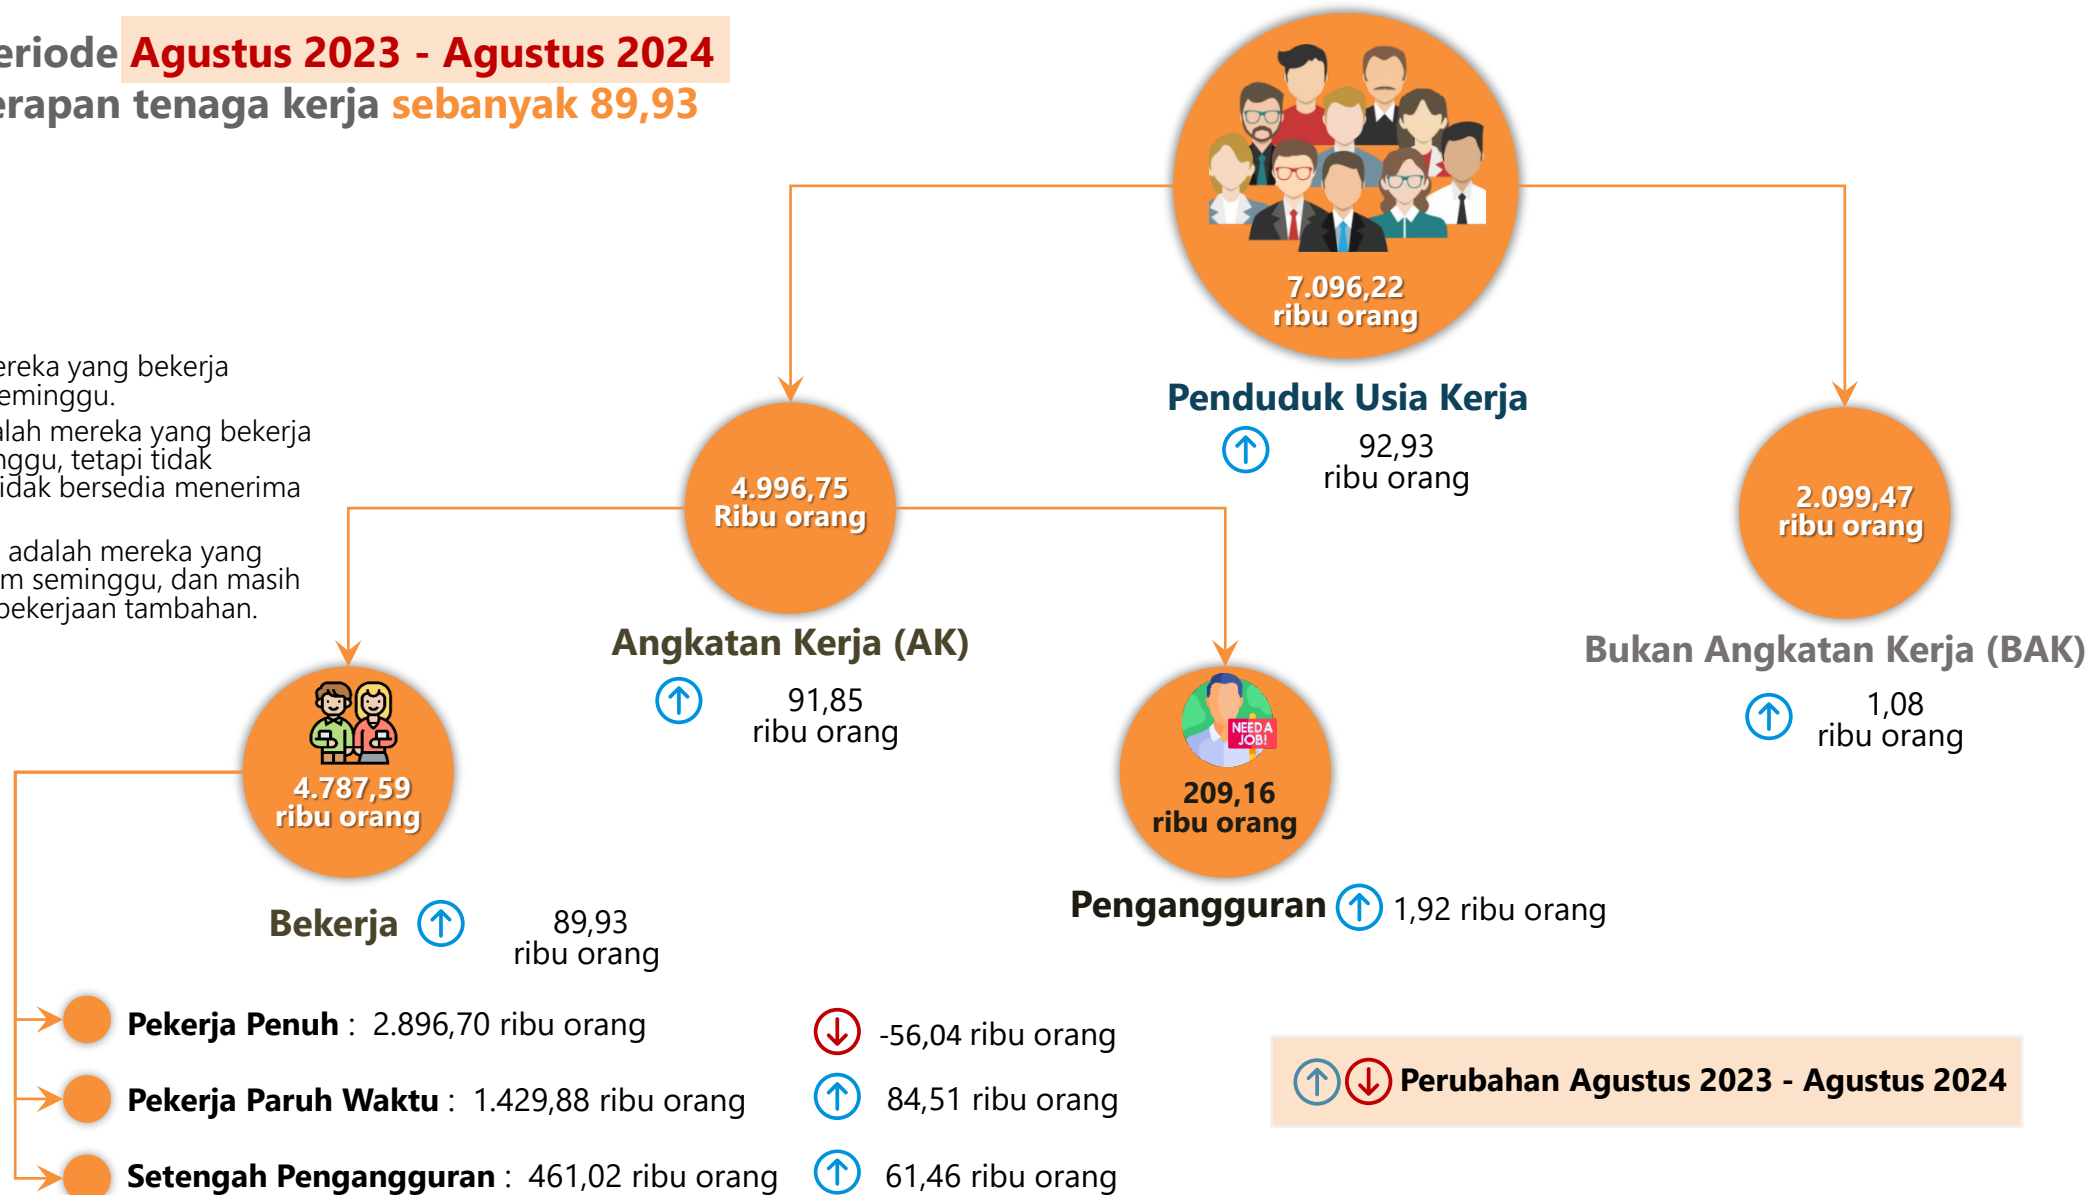 eriode Agustus 2023 - Agustus 2024
erapan tenaga kerja sebanyak 89,93
7.096,22
ribu orang
Penduduk Usia Kerja
92,93
ribu orang
ereka yang bekerja
eminggu.
alah mereka yang bekerja
nggu, tetapi tidak
idak bersedia menerima
adalah mereka yang
m seminggu, dan masih
pekerjaan tambahan.
4.996,75
Ribu orang
Angkatan Kerja (AK)
91,85
ribu orang
2.099,47
ribu orang
Bukan Angkatan Kerja (BAK)
1,08
ribu orang
4.787,59
ribu orang
Bekerja
89,93
ribu orang
NEED A
JOB!
209,16
ribu orang
Pengangguran 1,92 ribu orang
Pekerja Penuh : 2.896,70 ribu orang -56,04 ribu orang
Pekerja Paruh Waktu : 1.429,88 ribu orang 84,51 ribu orang
Setengah Pengangguran : 461,02 ribu orang 61,46 ribu orang
Perubahan Agustus 2023 - Agustus 2024